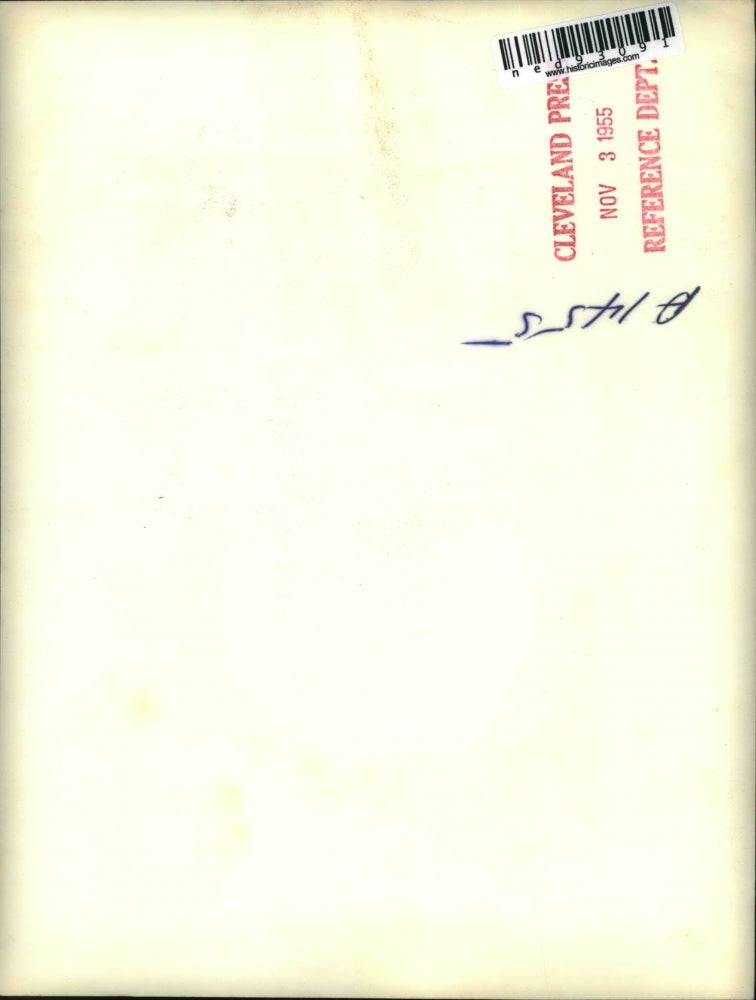 ned93091
www.historicimages.com
CLEVELAND PRE
NOV 3 1955
REFERENCE DEPT.